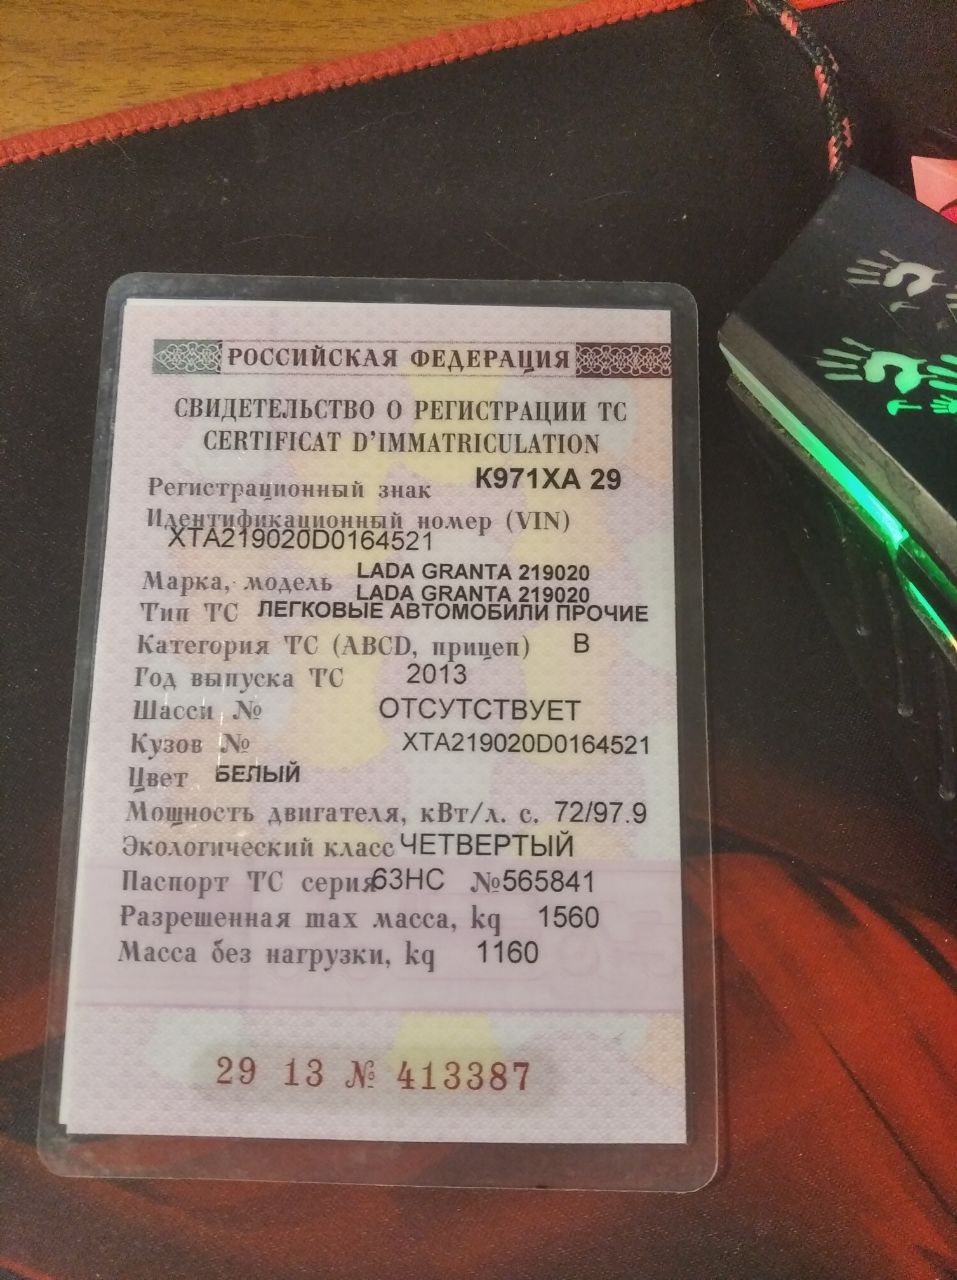 РОССИЙСКАЯ ФЕДЕРАЦИЯ
СВИДЕТЕЛЬСТВО О РЕГИСТРАЦИИ ТС
CERTIFICAT D'IMMATRICULATION
Регистрационный знак К971ХА 29
Идентификационный номер (VIN)
XTA219020D0164521
Марка, модель LADA GRANTA 219020
LADA GRANTA 219020
Тип ТС ЛЕГКОВЫЕ АВТОМОБИЛИ ПРОЧИЕ
Категория ТС (ABCD, прицеп) B
Год выпуска ТС 2013
Шасси № ОТСУТСТВУЕТ
Кузов № XTA219020D0164521
Цвет БЕЛЫЙ
Мощность двигателя, кВт/л. с. 72/97.9
Экологический класс ЧЕТВЕРТЫЙ
Паспорт ТС серия 63НС №565841
Разрешенная max масса, kg 1560
Масса без нагрузки, kg 1160
29 13 № 413387